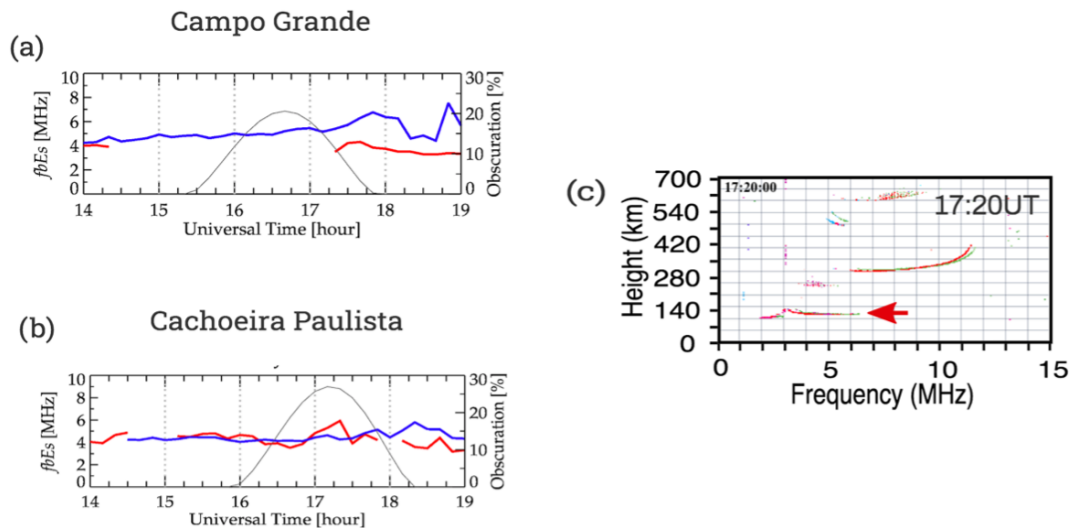 Campo Grande
(a)
10
8
6
4
2
0
fbEs [MHz]
30
20
10
0
Obscuration [%]
14 15 16 17 18 19
Universal Time [hour]
Cachoeira Paulista
(b)
10
8
6
4
2
0
fbEs [MHz]
30
20
10
0
Obscuration [%]
14 15 16 17 18 19
Universal Time [hour]
(c)
700
540
420
280
140
0
Height (km)
17:20:00
17:20UT
0 5 10 15
Frequency (MHz)